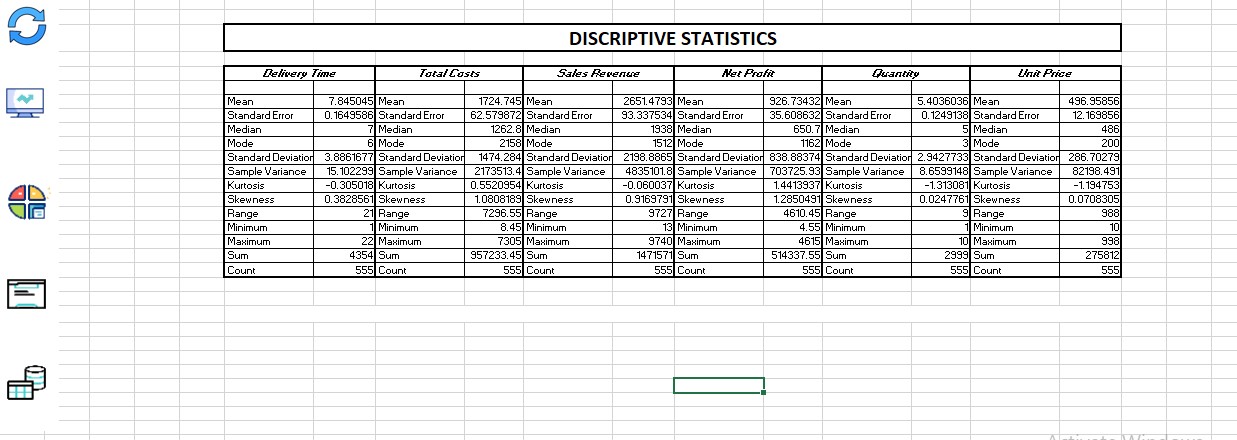 DISCRIPTIVE STATISTICS
Delivery Time Total Costs Sales Revenue Net Profit Quantity Unit Price
Mean 7.845045 Mean 1724.745 Mean 2651.4793 Mean 926.73432 Mean 5.4036036 Mean 496.95856
Standard Error 0.1649586 Standard Error 62.579872 Standard Error 93.337534 Standard Error 35.608632 Standard Error 0.1249138 Standard Error 12.169856
Median 7 Median 1262.8 Median 1938 Median 650.7 Median 5 Median 486
Mode 6 Mode 2158 Mode 1512 Mode 1162 Mode 3 Mode 200
Standard Deviation 3.8861677 Standard Deviation 1474.284 Standard Deviation 2198.8865 Standard Deviation 838.88374 Standard Deviation 2.9427733 Standard Deviation 286.70279
Sample Variance 15.102299 Sample Variance 2173513.4 Sample Variance 4835101.8 Sample Variance 703725.93 Sample Variance 8.6599148 Sample Variance 82198.491
Kurtosis -0.305018 Kurtosis 0.5520954 Kurtosis -0.060037 Kurtosis 1.4413937 Kurtosis -1.313081 Kurtosis -1.194753
Skewness 0.3828561 Skewness 1.0808189 Skewness 0.9169791 Skewness 1.2850491 Skewness 0.0247761 Skewness 0.0708305
Range 21 Range 7296.55 Range 9727 Range 4610.45 Range 9 Range 988
Minimum 1 Minimum 8.45 Minimum 13 Minimum 4.55 Minimum 1 Minimum 10
Maximum 22 Maximum 7305 Maximum 9740 Maximum 4615 Maximum 10 Maximum 998
Sum 4354 Sum 957233.45 Sum 1471571 Sum 514337.55 Sum 2999 Sum 275812
Count 555 Count 555 Count 555 Count 555 Count 555 Count 555